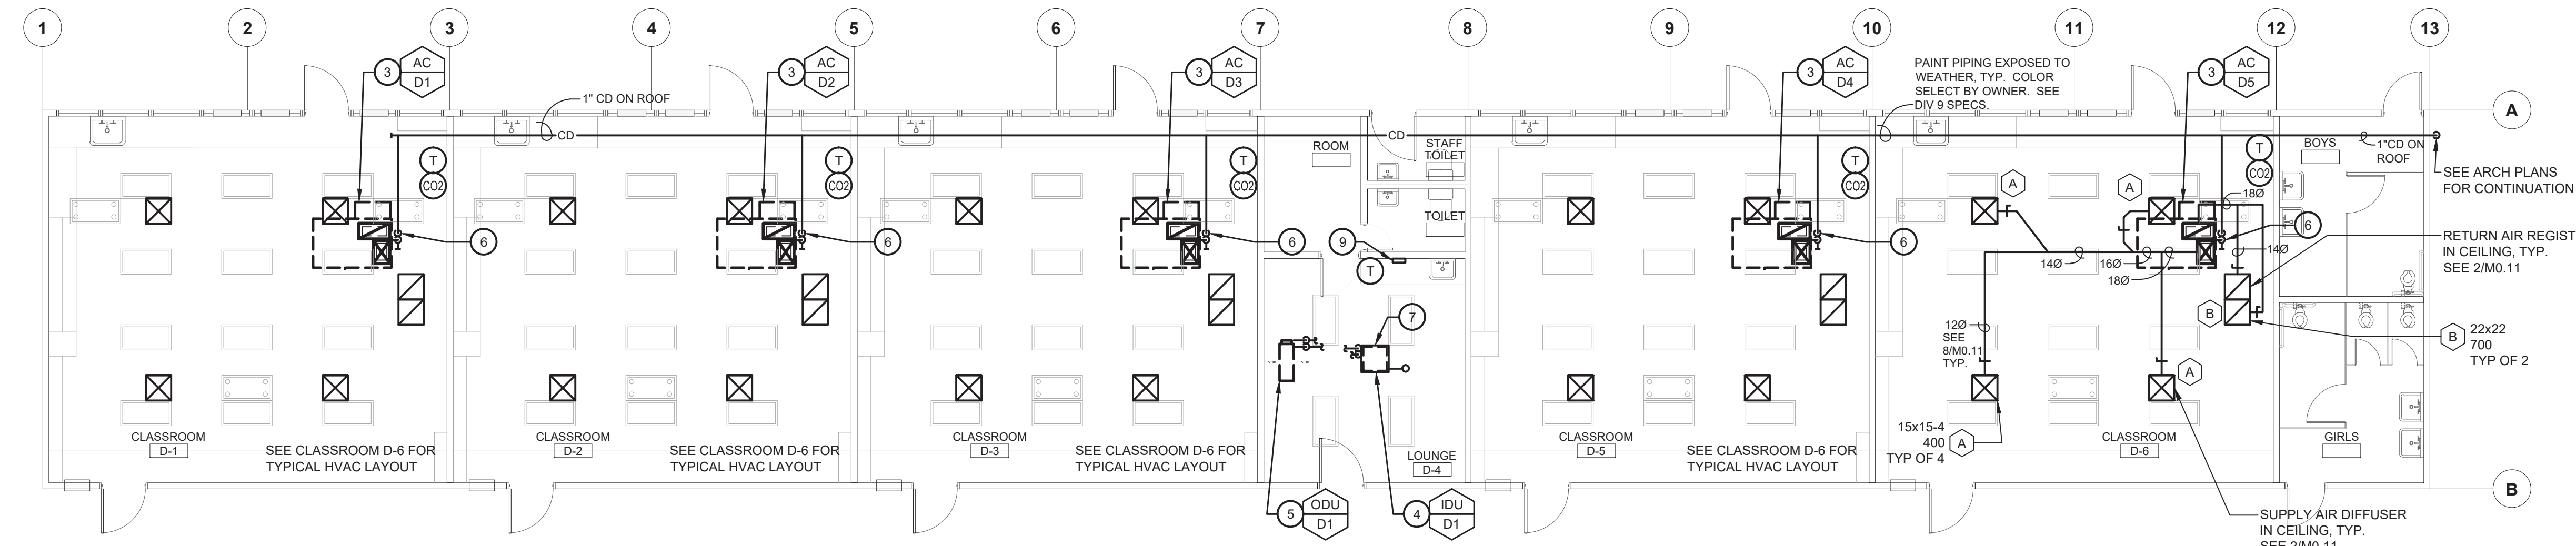 1
2
3
4
5
6
7
8
9
10
11
12
13
3
AC
D1
3
AC
D2
3
AC
D3
3
AC
D4
PAINT PIPING EXPOSED TO
WEATHER, TYP. COLOR
SELECT BY OWNER. SEE
DIV 9 SPECS.
3
AC
D5
1" CD ON ROOF
A
CD
CD
T
CO2
T
CO2
T
CO2
ROOM
STAFF
TOILET
T
CO2
T
CO2
BOYS
1"CD ON
ROOF
SEE ARCH PLANS
FOR CONTINUATION
A
A
18Ø
TOILET
6
6
6
9
T
6
6
14Ø
16Ø
18Ø
14Ø
RETURN AIR REGIST
IN CEILING, TYP.
SEE 2/M0.11
7
12Ø
SEE
8/M0.11
TYP.
B
B
22x22
700
TYP OF 2
A
15x15-4
400
TYP OF 4
A
CLASSROOM
D-1
SEE CLASSROOM D-6 FOR
TYPICAL HVAC LAYOUT
CLASSROOM
D-2
SEE CLASSROOM D-6 FOR
TYPICAL HVAC LAYOUT
CLASSROOM
D-3
SEE CLASSROOM D-6 FOR
TYPICAL HVAC LAYOUT
LOUNGE
D-4
CLASSROOM
D-5
SEE CLASSROOM D-6 FOR
TYPICAL HVAC LAYOUT
CLASSROOM
D-6
GIRLS
B
5
ODU
D1
4
IDU
D1
SUPPLY AIR DIFFUSER
IN CEILING, TYP.
SEE 2/M0.11